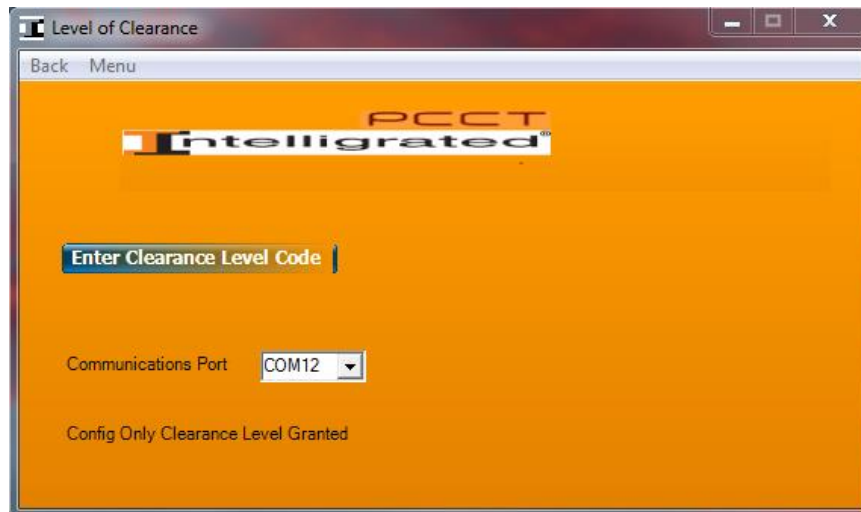 Level of Clearance
Back Menu
PCCT
Intelligrated®
Enter Clearance Level Code
Communications Port COM12
Config Only Clearance Level Granted